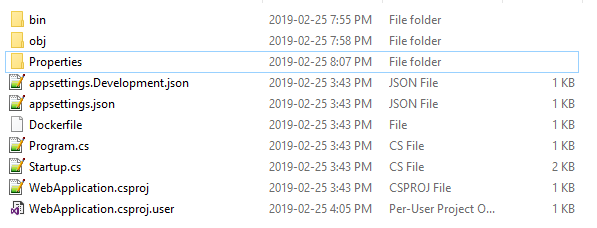 bin 2019-02-25 7:55 PM File folder
obj 2019-02-25 7:58 PM File folder
Properties 2019-02-25 8:07 PM File folder
appsettings.Development.json 2019-02-25 3:43 PM JSON File 1 KB
appsettings.json 2019-02-25 3:43 PM JSON File 1 KB
Dockerfile 2019-02-25 3:43 PM File 1 KB
Program.cs 2019-02-25 3:43 PM CS File 1 KB
Startup.cs 2019-02-25 3:43 PM CS File 2 KB
WebApplication.csproj 2019-02-25 3:43 PM CSPROJ File 1 KB
WebApplication.csproj.user 2019-02-25 4:05 PM Per-User Project O... 1 KB